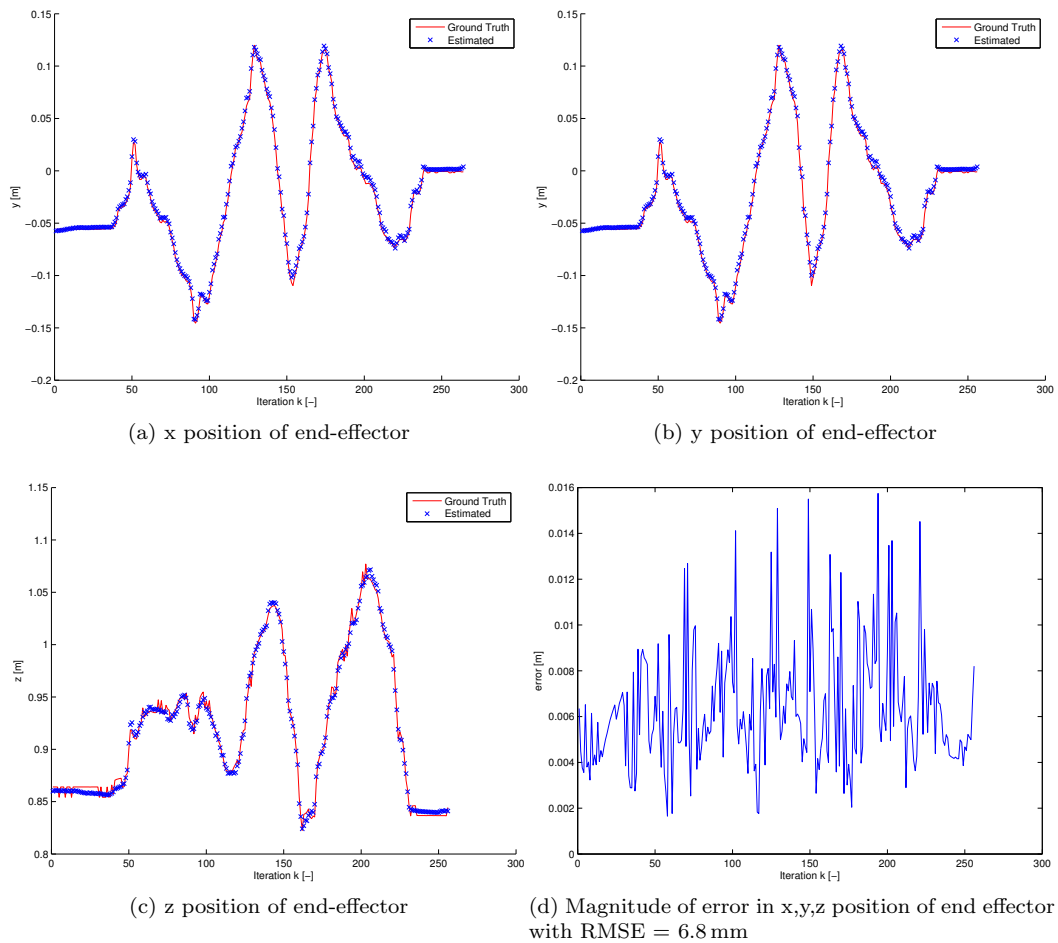 0.15
0.1
0.05
0
−0.05
−0.1
−0.15
−0.2
y [m]
0 50 100 150 200 250 300
Iteration k [−]
Ground Truth
Estimated
(a) x position of end-effector
0.15
0.1
0.05
0
−0.05
−0.1
−0.15
−0.2
y [m]
0 50 100 150 200 250 300
Iteration k [−]
Ground Truth
Estimated
(b) y position of end-effector
1.15
1.1
1.05
1
0.95
0.9
0.85
0.8
z [m]
0 50 100 150 200 250 300
Iteration k [−]
Ground Truth
Estimated
(c) z position of end-effector
0.016
0.014
0.012
0.01
0.008
0.006
0.004
0.002
0
error [m]
0 50 100 150 200 250 300
Iteration k [−]
(d) Magnitude of error in x,y,z position of end effector
with RMSE = 6.8 mm